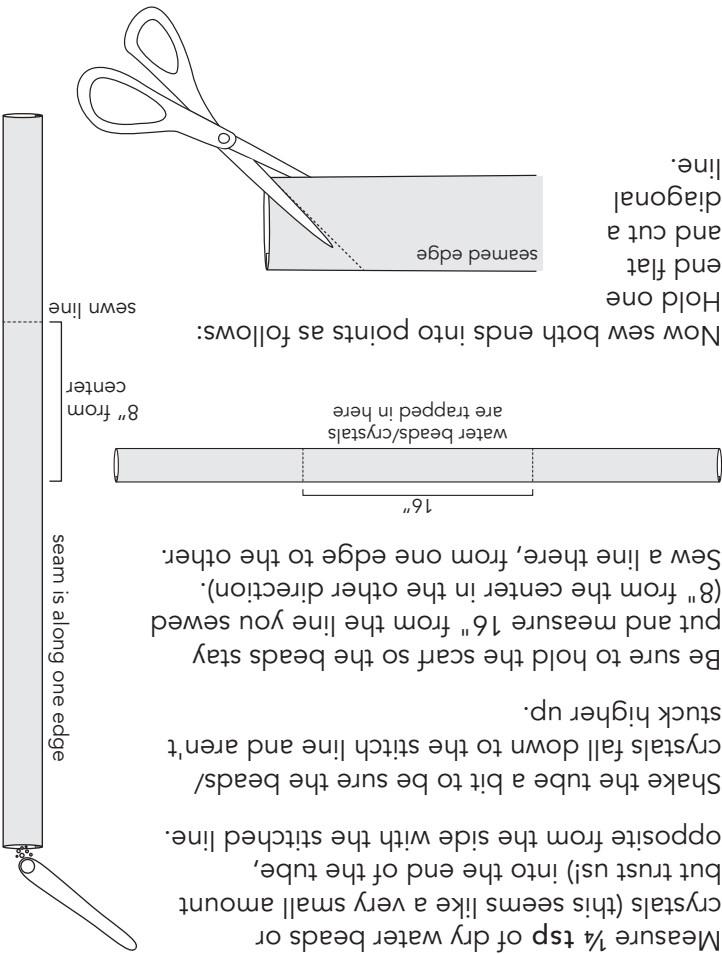 Measure ¼ tsp of dry water beads or
crystals (this seems like a very small amount
but trust us!) into the end of the tube,
opposite from the side with the stitched line.
Shake the tube a bit to be sure the beads/
crystals fall down to the stitch line and aren't
stuck higher up.
Be sure to hold the scarf so the beads stay
put and measure 16" from the line you sewed
(8" from the center in the other direction).
Sew a line there, from one edge to the other.
seam is along one edge
8" from
center
sewn line
16"
water beads/crystals
are trapped in here
Now sew both ends into points as follows:
Hold one
end flat
and cut a
diagonal
line.
seamed edge